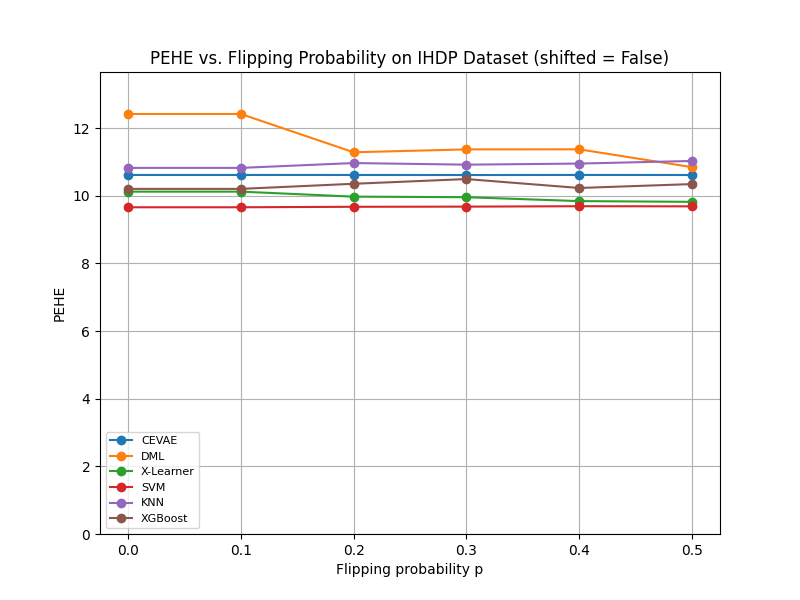 PEHE vs. Flipping Probability on IHDP Dataset (shifted = False)
12
10
8
6
4
2
0
PEHE
CEVAE
DML
X-Learner
SVM
KNN
XGBoost
0.0 0.1 0.2 0.3 0.4 0.5
Flipping probability p